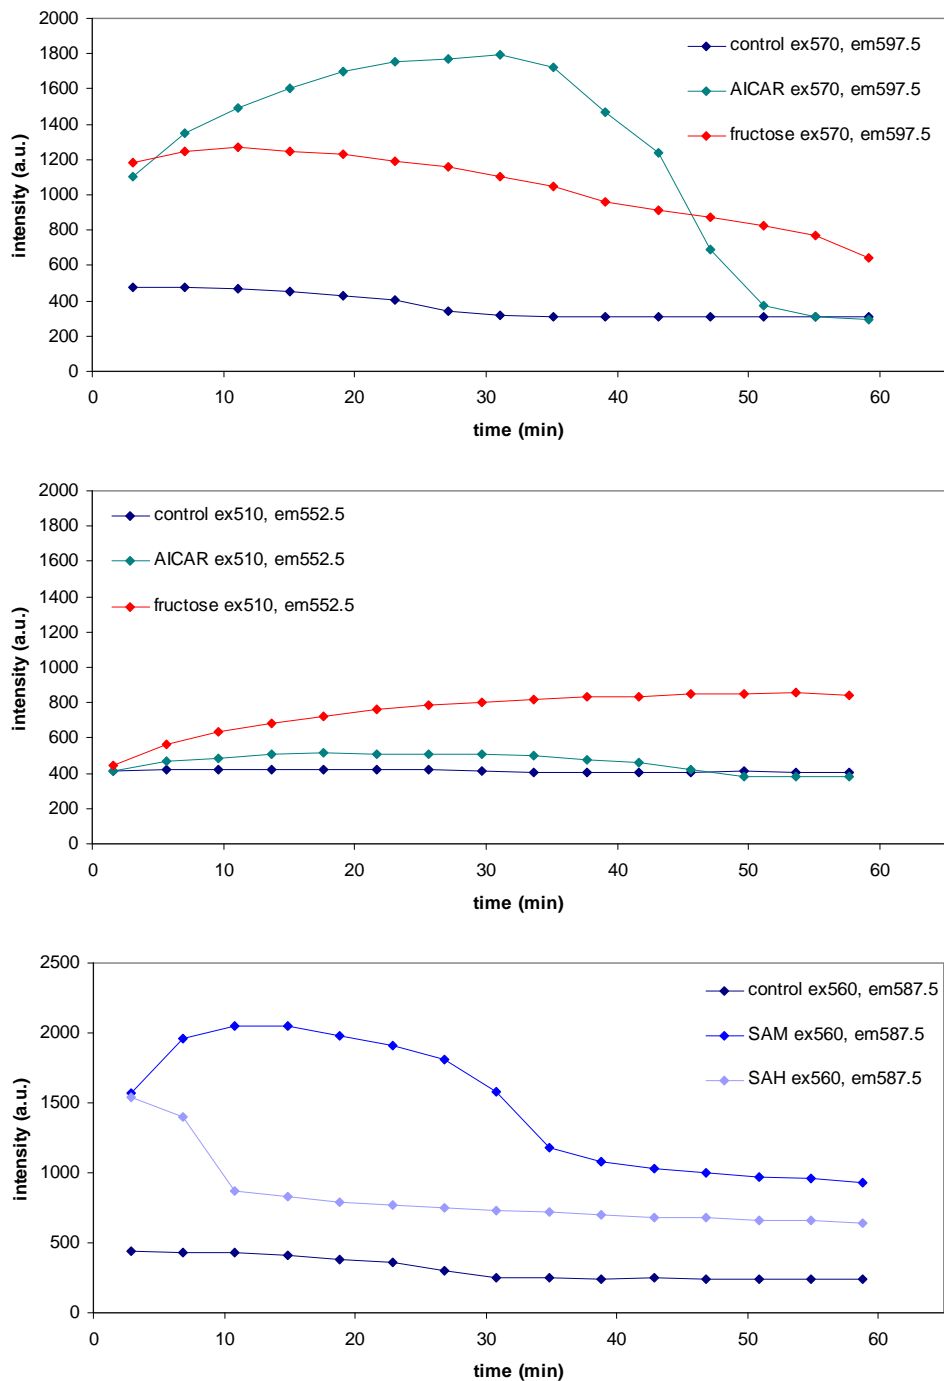 2000
1800
1600
1400
1200
1000
800
600
400
200
0
intensity (a.u.)
control ex570, em597.5
AICAR ex570, em597.5
fructose ex570, em597.5
0 10 20 30 40 50 60
time (min)
2000
1800
1600
1400
1200
1000
800
600
400
200
0
intensity (a.u.)
control ex510, em552.5
AICAR ex510, em552.5
fructose ex510, em552.5
0 10 20 30 40 50 60
time (min)
2500
2000
1500
1000
500
0
intensity (a.u.)
control ex560, em587.5
SAM ex560, em587.5
SAH ex560, em587.5
0 10 20 30 40 50 60
time (min)